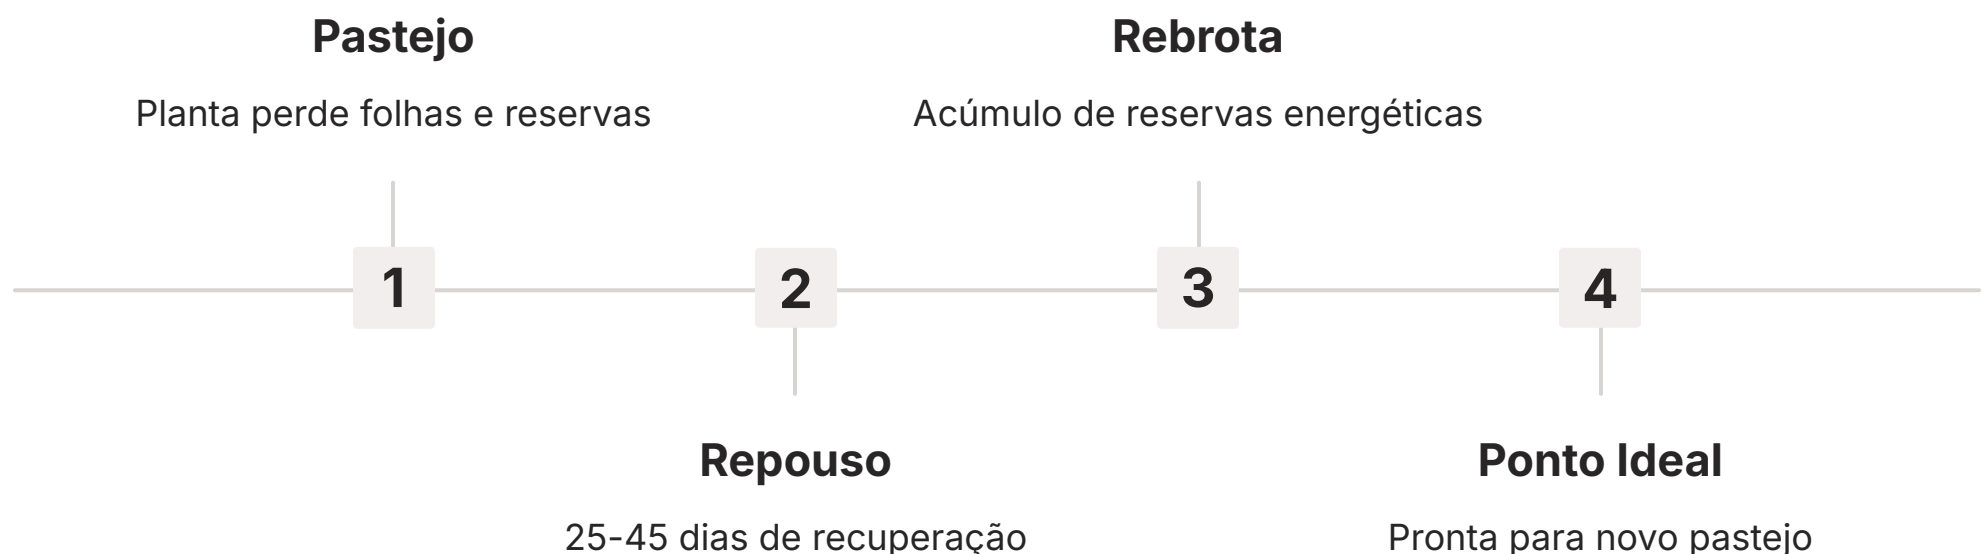 Pastejo
Planta perde folhas e reservas
1
Repouso
25-45 dias de recuperação
2
Rebrota
Acúmulo de reservas energéticas
3
Ponto Ideal
Pronta para novo pastejo
4